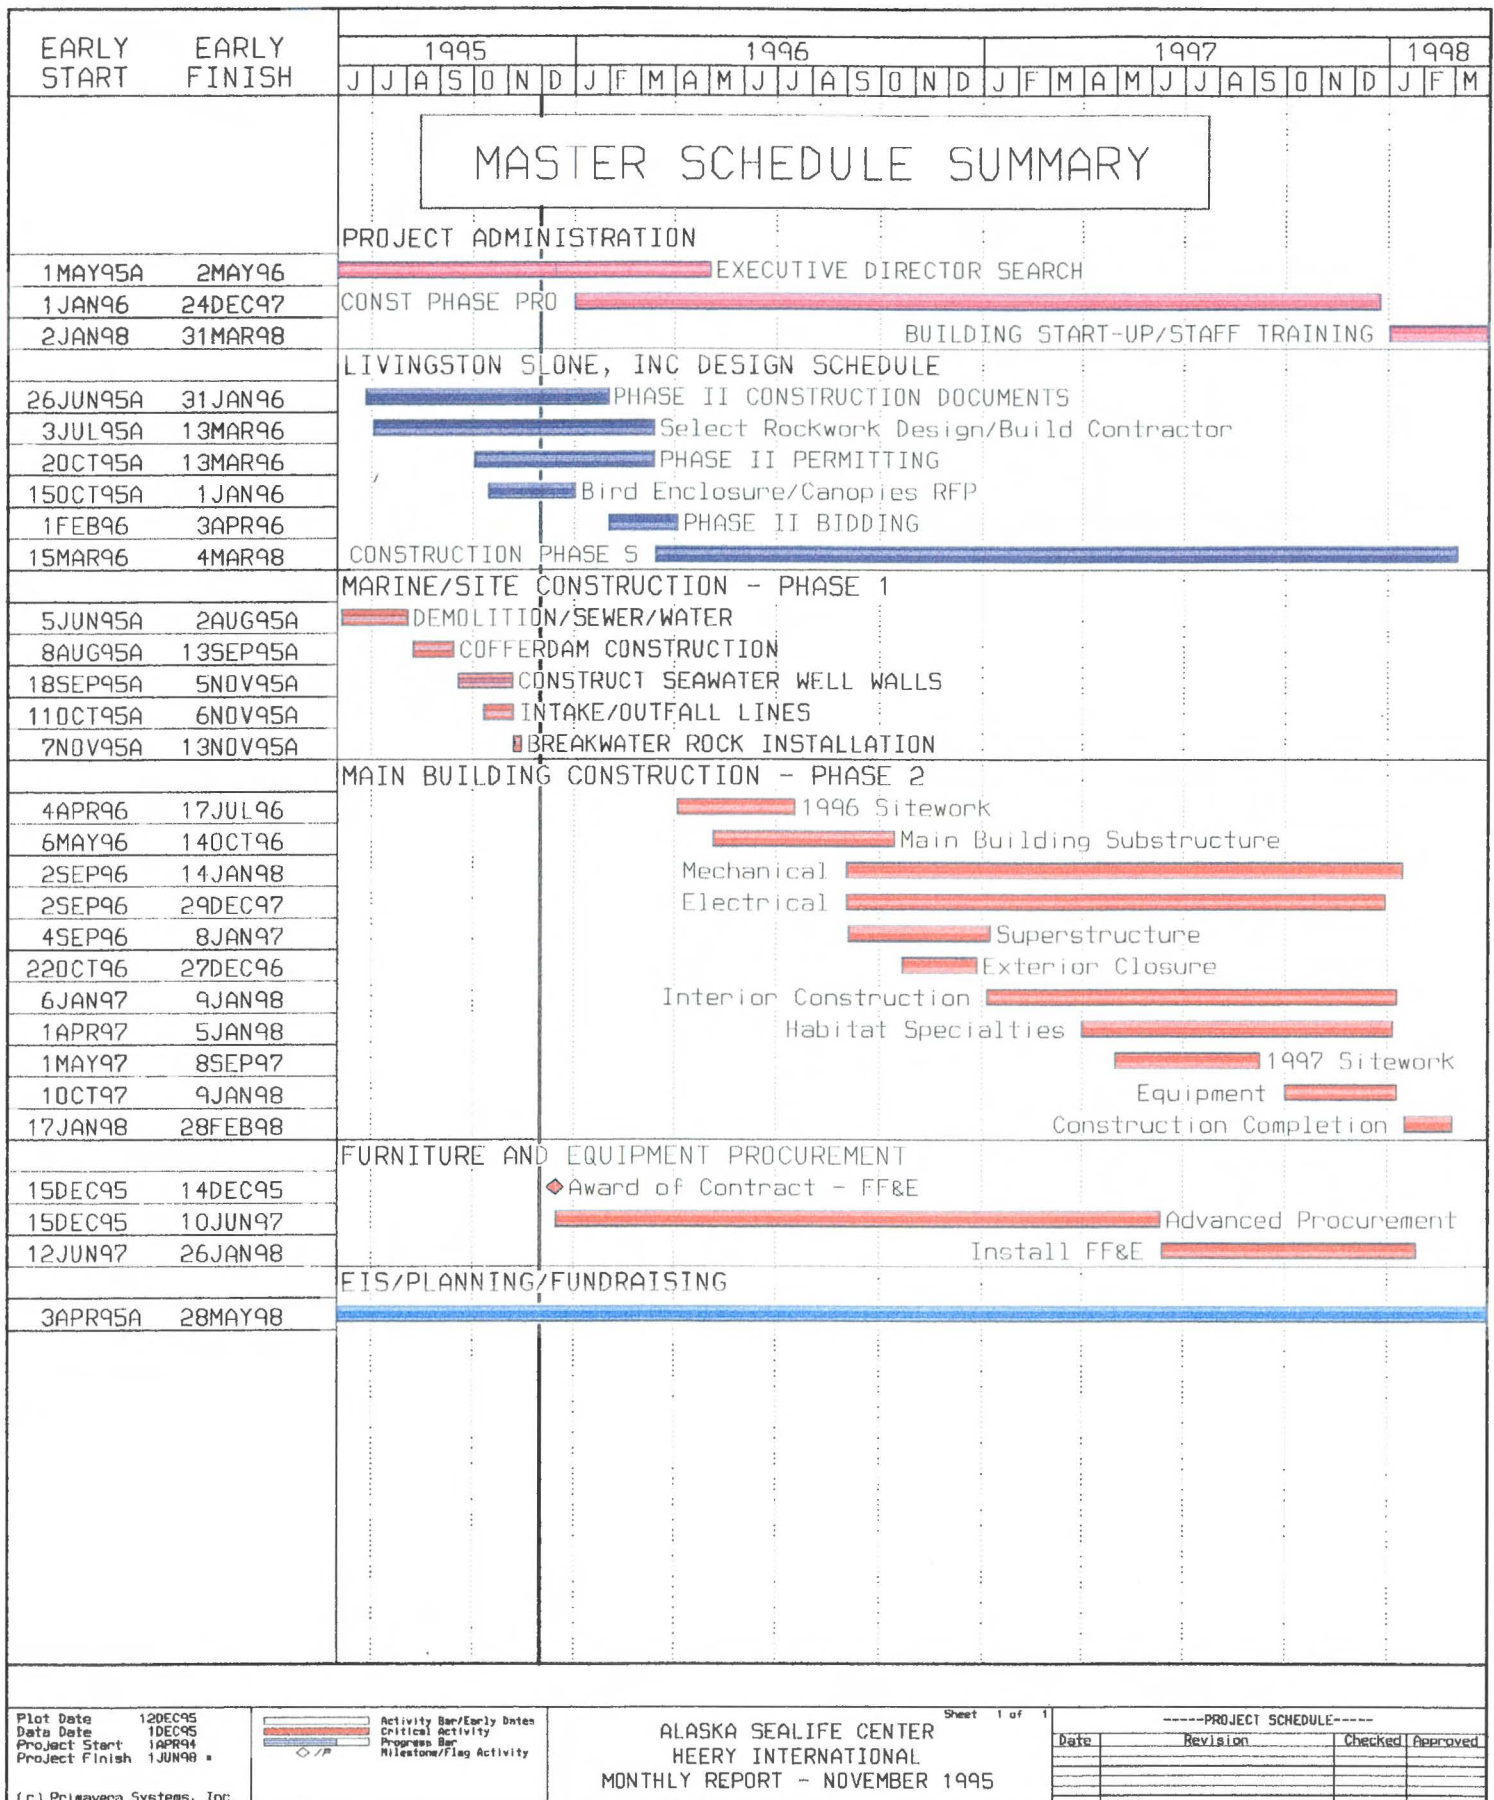 EARLY START EARLY FINISH 1995 1996 1997 1998
J J A S O N D J F M A M J J A S O N D J F M A M J J A S O N D J F M
MASTER SCHEDULE SUMMARY
PROJECT ADMINISTRATION
1MAY95A 2MAY96 EXECUTIVE DIRECTOR SEARCH
1JAN96 24DEC97 CONST PHASE PRO
2JAN98 31MAR98 BUILDING START-UP/STAFF TRAINING
LIVINGSTON SLONE, INC DESIGN SCHEDULE
26JUN95A 31JAN96 PHASE II CONSTRUCTION DOCUMENTS
3JUL95A 13MAR96 Select Rockwork Design/Build Contractor
2OCT95A 13MAR96 PHASE II PERMITTING
15OCT95A 1JAN96 Bird Enclosure/Canopies RFP
1FEB96 3APR96 PHASE II BIDDING
15MAR96 4MAR98 CONSTRUCTION PHASE S
MARINE/SITE CONSTRUCTION - PHASE 1
5JUN95A 2AUG95A DEMOLITION/SEWER/WATER
8AUG95A 13SEP95A COFFERDAM CONSTRUCTION
18SEP95A 5NOV95A CONSTRUCT SEAWATER WELL WALLS
11OCT95A 6NOV95A INTAKE/OUTFALL LINES
7NOV95A 13NOV95A BREAKWATER ROCK INSTALLATION
MAIN BUILDING CONSTRUCTION - PHASE 2
4APR96 17JUL96 1996 Sitework
6MAY96 14OCT96 Main Building Substructure
2SEP96 14JAN98 Mechanical
2SEP96 29DEC97 Electrical
4SEP96 8JAN97 Superstructure
22OCT96 27DEC96 Exterior Closure
6JAN97 9JAN98 Interior Construction
1APR97 5JAN98 Habitat Specialties
1MAY97 8SEP97 1997 Sitework
1OCT97 9JAN98 Equipment
17JAN98 28FEB98 Construction Completion
FURNITURE AND EQUIPMENT PROCUREMENT
15DEC95 14DEC95 Award of Contract - FF&E
15DEC95 10JUN97 Advanced Procurement
12JUN97 26JAN98 Install FF&E
EIS/PLANNING/FUNDRAISING
3APR95A 28MAY98
Plot Date 12DEC95
Data Date 1DEC95
Project Start 1APR94
Project Finish 1JUN98
(c) Primavera Systems, Inc.
Activity Bar/Early Dates
Critical Activity
Progress Bar
Milestone/Flag Activity
Sheet 1 of 1
ALASKA SEALIFE CENTER
HEERY INTERNATIONAL
MONTHLY REPORT - NOVEMBER 1995
-----PROJECT SCHEDULE-----
Date Revision Checked Approved